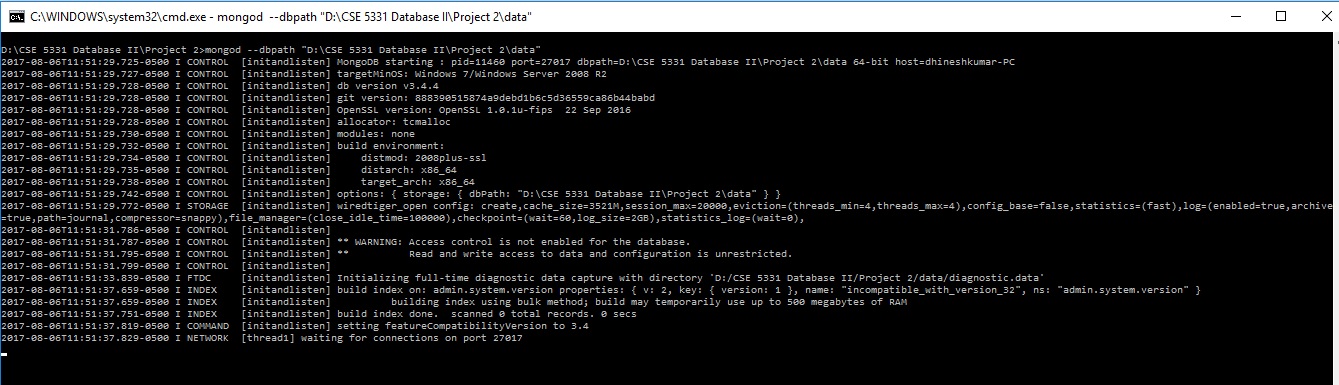 C:\WINDOWS\system32\cmd.exe - mongod  --dbpath "D:\CSE 5331 Database II\Project 2\data"
D:\CSE 5331 Database II\Project 2>mongod --dbpath "D:\CSE 5331 Database II\Project 2\data"
2017-08-06T11:51:29.725-0500 I CONTROL  [initandlisten] MongoDB starting : pid=11460 port=27017 dbpath=D:\CSE 5331 Database II\Project 2\data 64-bit host=dhineshkumar-PC
2017-08-06T11:51:29.727-0500 I CONTROL  [initandlisten] targetMinOS: Windows 7/Windows Server 2008 R2
2017-08-06T11:51:29.728-0500 I CONTROL  [initandlisten] db version v3.4.4
2017-08-06T11:51:29.728-0500 I CONTROL  [initandlisten] git version: 888390515874a9debd1b6c5d36559ca86b44babd
2017-08-06T11:51:29.728-0500 I CONTROL  [initandlisten] OpenSSL version: OpenSSL 1.0.1u-fips  22 Sep 2016
2017-08-06T11:51:29.728-0500 I CONTROL  [initandlisten] allocator: tcmalloc
2017-08-06T11:51:29.730-0500 I CONTROL  [initandlisten] modules: none
2017-08-06T11:51:29.732-0500 I CONTROL  [initandlisten] build environment:
2017-08-06T11:51:29.734-0500 I CONTROL  [initandlisten]     distmod: 2008plus-ssl
2017-08-06T11:51:29.735-0500 I CONTROL  [initandlisten]     distarch: x86_64
2017-08-06T11:51:29.738-0500 I CONTROL  [initandlisten]     target_arch: x86_64
2017-08-06T11:51:29.742-0500 I CONTROL  [initandlisten] options: { storage: { dbPath: "D:\CSE 5331 Database II\Project 2\data" } }
2017-08-06T11:51:29.772-0500 I STORAGE  [initandlisten] wiredtiger_open config: create,cache_size=3521M,session_max=20000,eviction=(threads_min=4,threads_max=4),config_base=false,statistics=(fast),log=(enabled=true,archive
=true,path=journal,compressor=snappy),file_manager=(close_idle_time=100000),checkpoint=(wait=60,log_size=2GB),statistics_log=(wait=0),
2017-08-06T11:51:31.786-0500 I CONTROL  [initandlisten]
2017-08-06T11:51:31.787-0500 I CONTROL  [initandlisten] ** WARNING: Access control is not enabled for the database.
2017-08-06T11:51:31.795-0500 I CONTROL  [initandlisten] **          Read and write access to data and configuration is unrestricted.
2017-08-06T11:51:31.799-0500 I CONTROL  [initandlisten]
2017-08-06T11:51:33.839-0500 I FTDC     [initandlisten] Initializing full-time diagnostic data capture with directory 'D:/CSE 5331 Database II/Project 2/data/diagnostic.data'
2017-08-06T11:51:37.659-0500 I INDEX    [initandlisten] build index on: admin.system.version properties: { v: 2, key: { version: 1 }, name: "incompatible_with_version_32", ns: "admin.system.version" }
2017-08-06T11:51:37.659-0500 I INDEX    [initandlisten]          building index using bulk method; build may temporarily use up to 500 megabytes of RAM
2017-08-06T11:51:37.751-0500 I INDEX    [initandlisten] build index done.  scanned 0 total records. 0 secs
2017-08-06T11:51:37.819-0500 I COMMAND  [initandlisten] setting featureCompatibilityVersion to 3.4
2017-08-06T11:51:37.829-0500 I NETWORK  [thread1] waiting for connections on port 27017